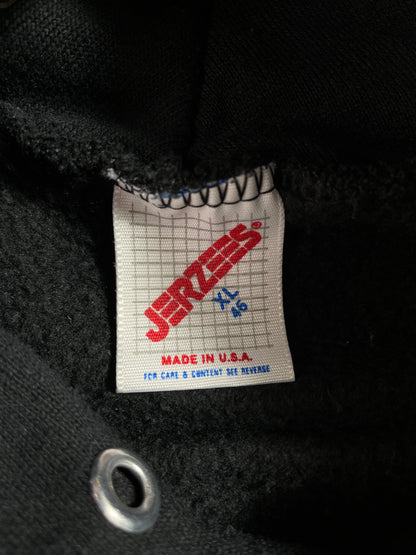 JERZEES®
XL
46
MADE IN U.S.A.
FOR CARE & CONTENT SEE REVERSE